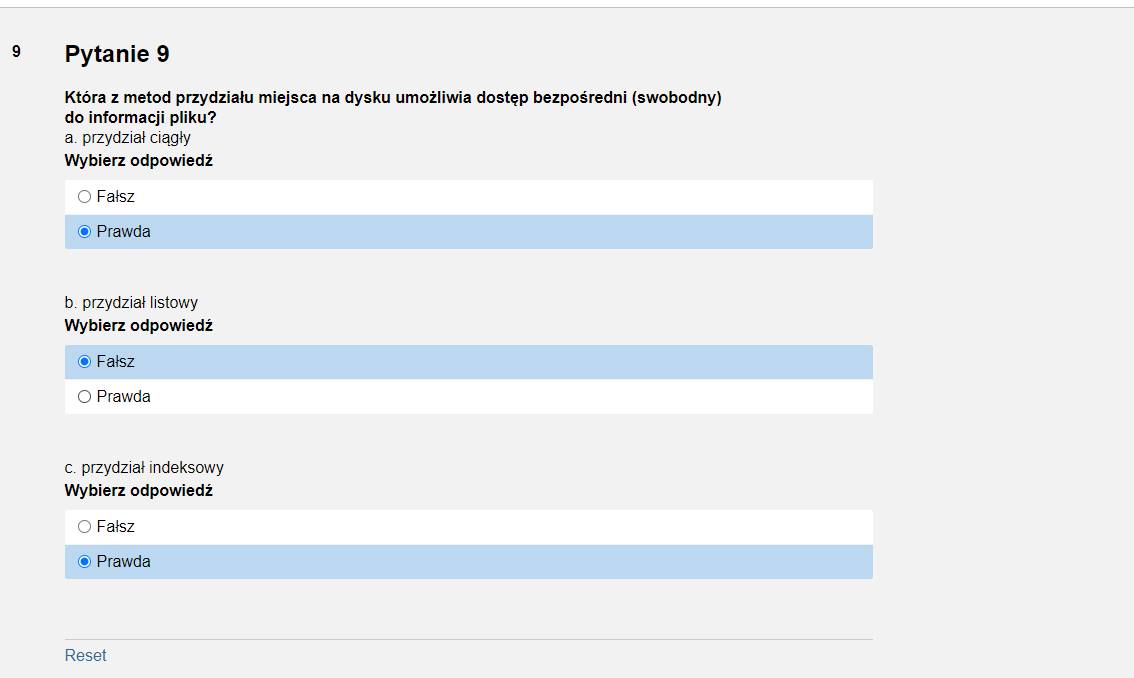 9
Pytanie 9
Która z metod przydziału miejsca na dysku umożliwia dostęp bezpośredni (swobodny)
do informacji pliku?
a. przydział ciągły
Wybierz odpowiedź
Fałsz
Prawda
b. przydział listowy
Wybierz odpowiedź
Fałsz
Prawda
c. przydział indeksowy
Wybierz odpowiedź
Fałsz
Prawda
Reset